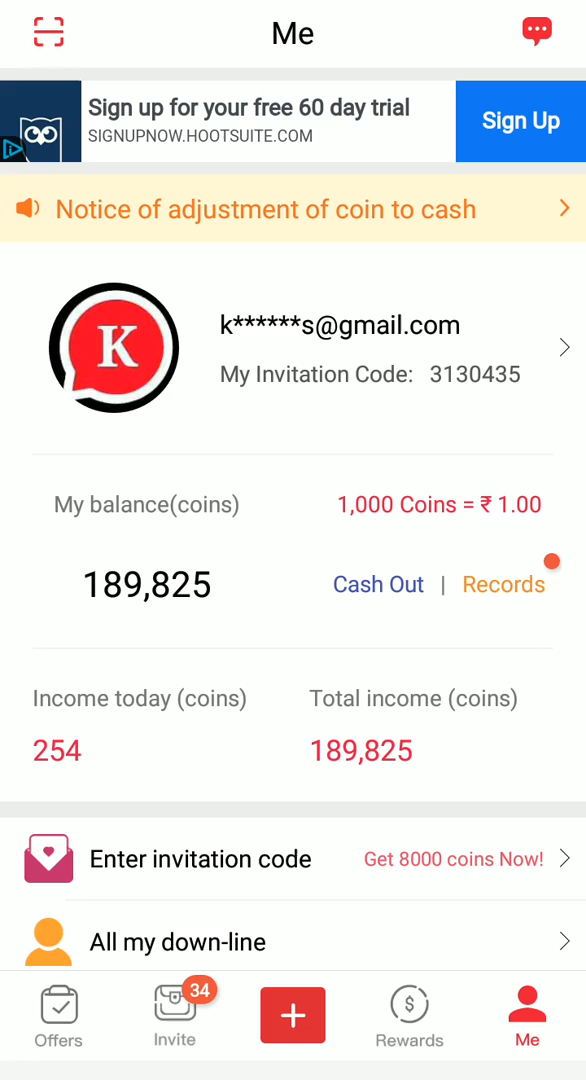 Me
Sign up for your free 60 day trial
SIGNUPNOW.HOOTSUITE.COM
Sign Up
Notice of adjustment of coin to cash
K
k******s@gmail.com
My Invitation Code: 3130435
My balance(coins)
1,000 Coins = ₹ 1.00
189,825
Cash Out | Records
Income today (coins)
Total income (coins)
254
189,825
Enter invitation code
Get 8000 coins Now!
All my down-line
34
Offers
Invite
Rewards
Me